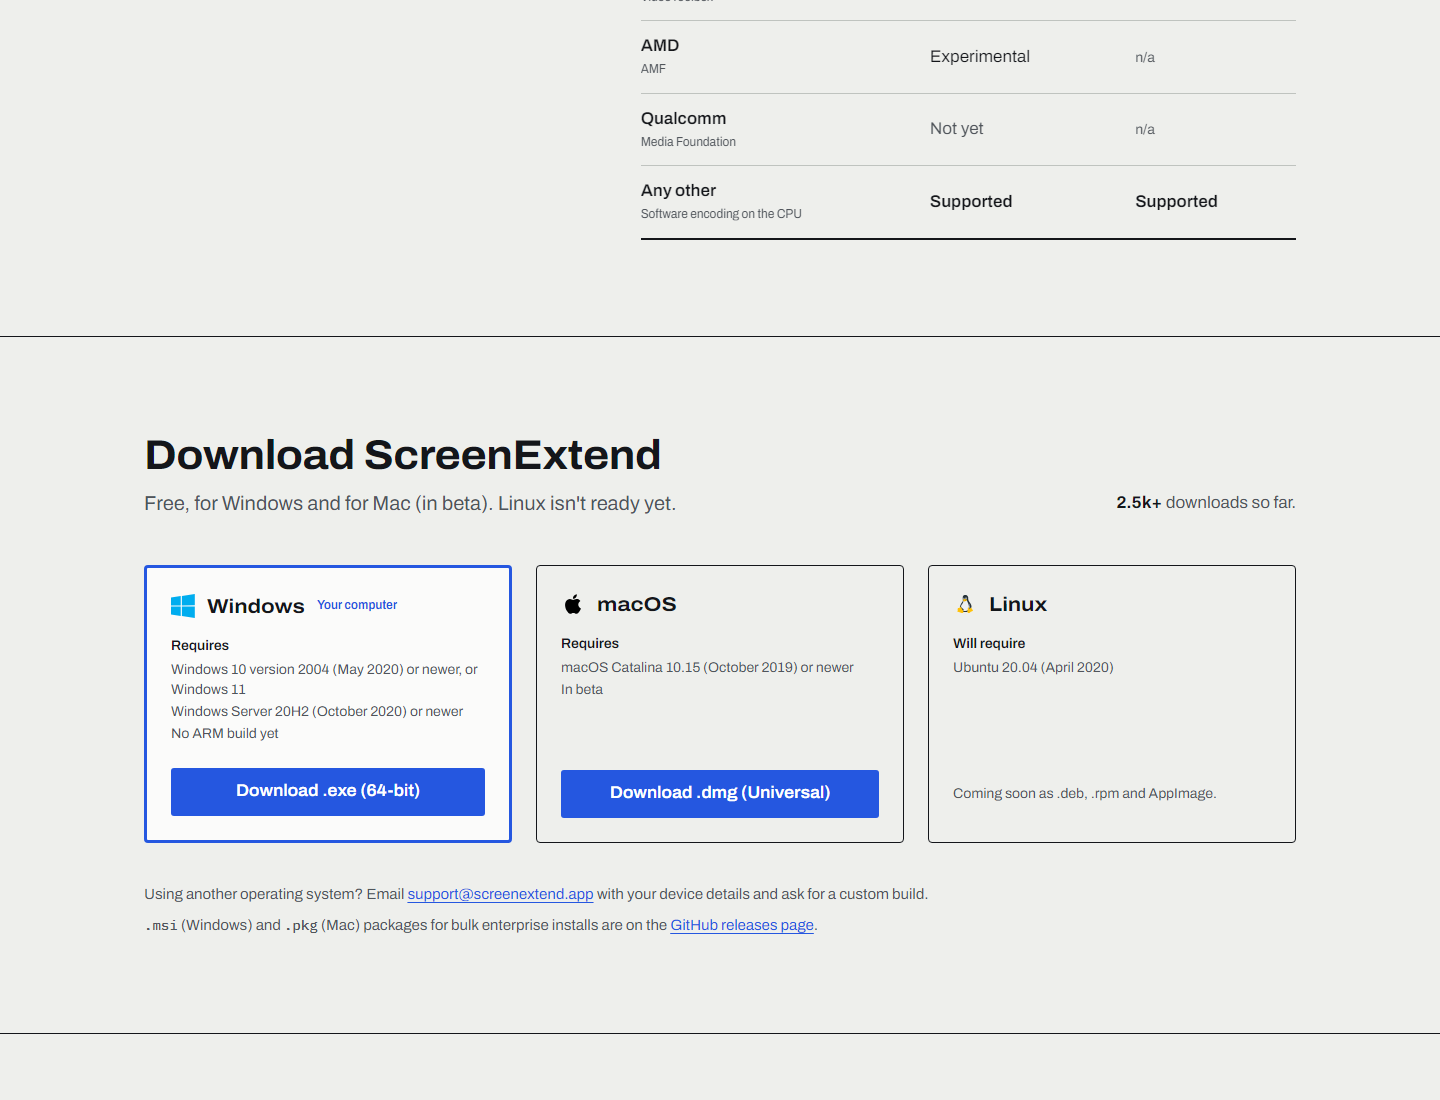 AMD
AMF
Experimental
n/a
Qualcomm
Media Foundation
Not yet
n/a
Any other
Software encoding on the CPU
Supported
Supported
Download ScreenExtend
Free, for Windows and for Mac (in beta). Linux isn't ready yet.
2.5k+ downloads so far.
Windows
Your computer
Requires
Windows 10 version 2004 (May 2020) or newer, or
Windows 11
Windows Server 20H2 (October 2020) or newer
No ARM build yet
Download .exe (64-bit)
macOS
Requires
macOS Catalina 10.15 (October 2019) or newer
In beta
Download .dmg (Universal)
Linux
Will require
Ubuntu 20.04 (April 2020)
Coming soon as .deb, .rpm and AppImage.
Using another operating system? Email support@screenextend.app with your device details and ask for a custom build.
.msi (Windows) and .pkg (Mac) packages for bulk enterprise installs are on the GitHub releases page.